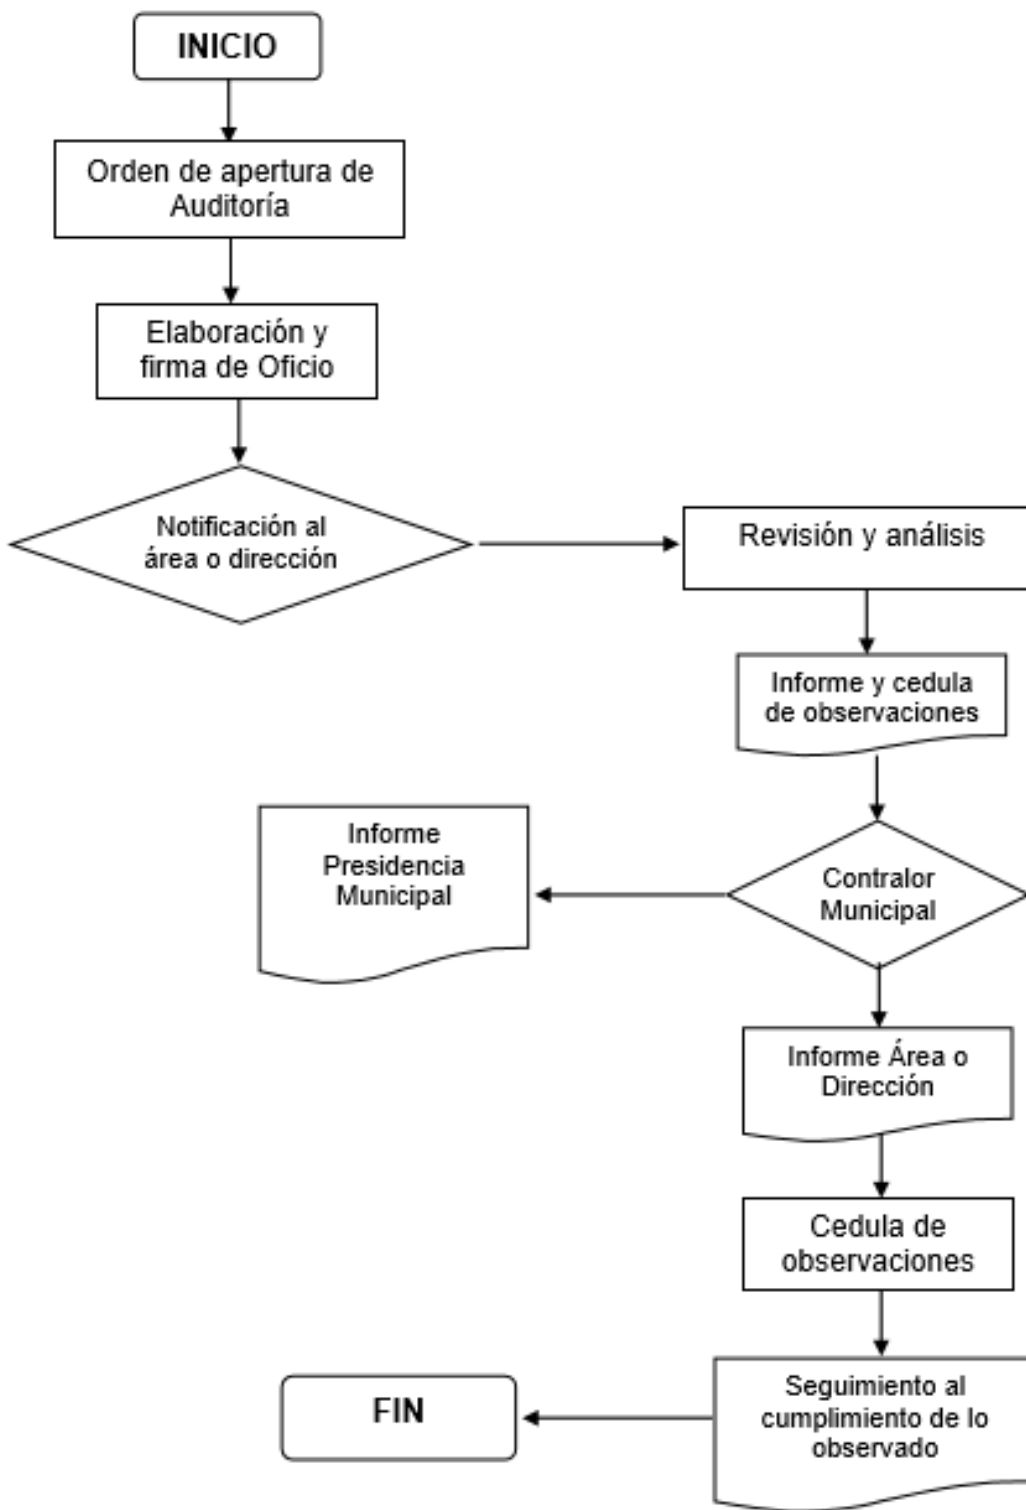 INICIO
Orden de apertura de
Auditoría
Elaboración y
firma de Oficio
Notificación al
área o dirección
Revisión y análisis
Informe y cedula
de observaciones
Contralor
Municipal
Informe
Presidencia
Municipal
Informe Área o
Dirección
Cedula de
observaciones
Seguimiento al
cumplimiento de lo
observado
FIN